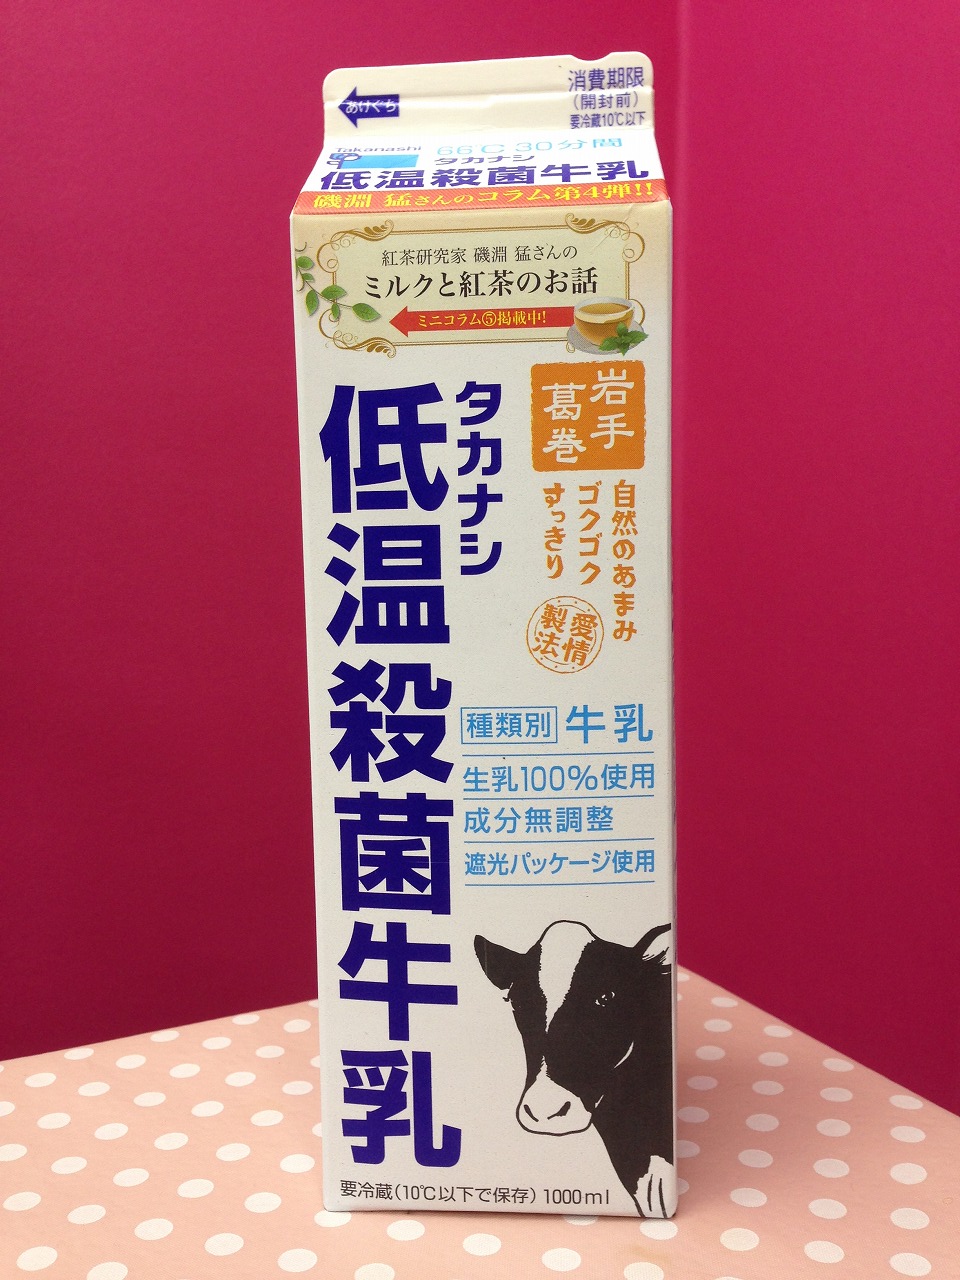 あけぐち
消費期限
(開封前)
要冷蔵10℃以下
Takanashi
66℃ 30分間
タカナシ
低温殺菌牛乳
磯淵 猛さんのコラム第4弾!!
紅茶研究家 磯淵 猛さんの
ミルクと紅茶のお話
ミニコラム⑤掲載中!
岩手
葛巻
タカナシ
低温殺菌牛乳
自然のあまみ
ゴクゴク
すっきり
愛情
製法
種類別 牛乳
生乳100%使用
成分無調整
遮光パッケージ使用
要冷蔵(10℃以下で保存) 1000ml